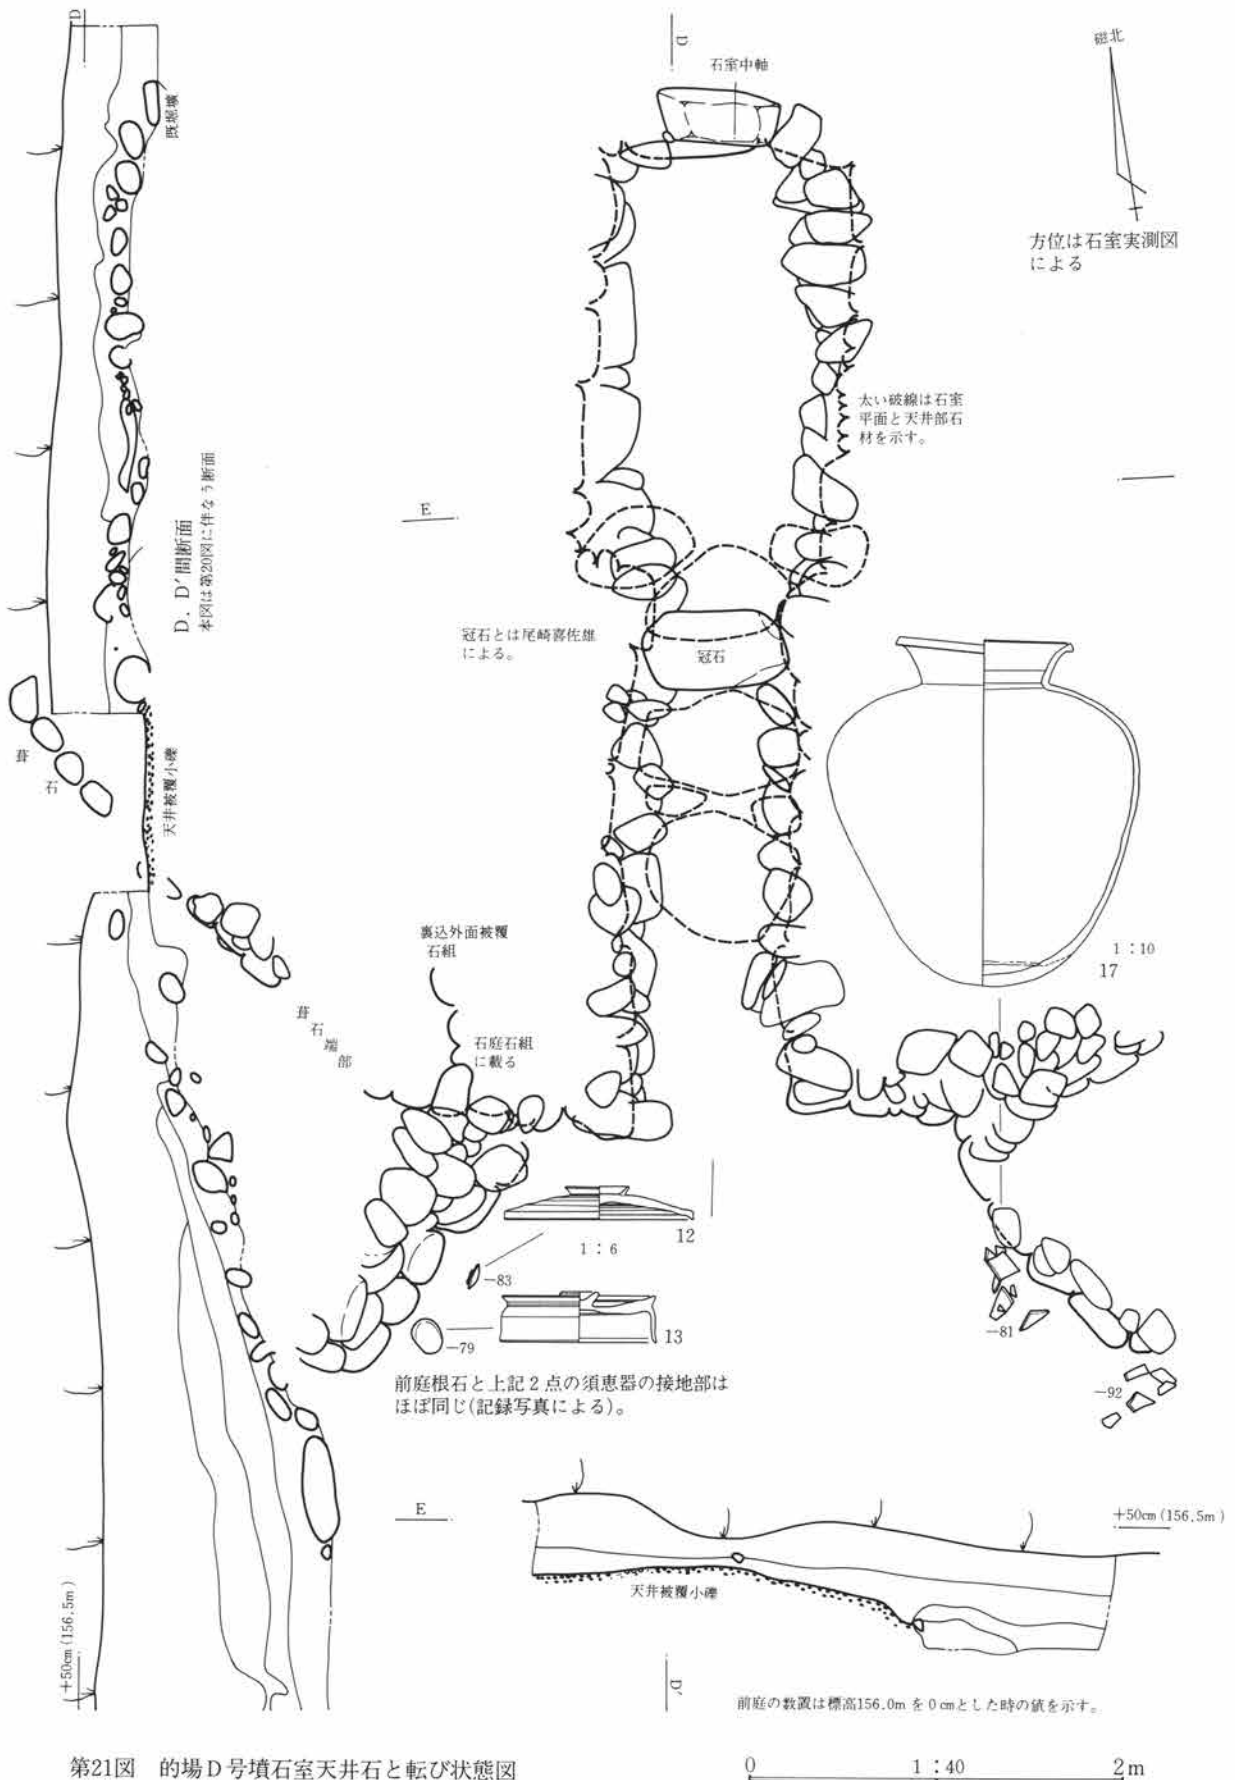 D
D
石室中軸
磁北
方位は石室実測図
による
既堀壙
太い破線は石室
平面と天井部石
材を示す。
E
D．D′間断面
本図は第20図に伴なう断面
冠石とは尾崎喜佐雄
による。
冠石
葺
石
天井被覆小礫
1：10
17
裏込外面被覆
石組
石庭石組
に載る
葺
石
端
部
12
1：6
－83
13
－79
－81
－92
前庭根石と上記2点の須恵器の接地部は
ほぼ同じ(記録写真による)。
E
+50cm (156.5m)
天井被覆小礫
+50cm (156.5m)
D′
前庭の数置は標高156.0mを0cmとした時の値を示す。
第21図　的場D号墳石室天井石と転び状態図
0　1：40　2m